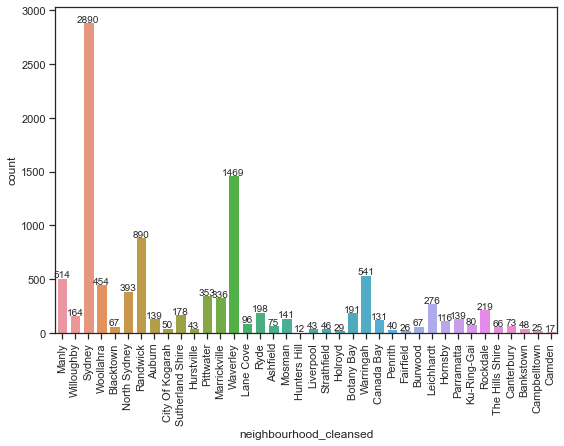 3000
2500
2000
1500
1000
500
0
count
514
164
2890
454
67
393
890
139
50
178
43
353
336
1469
96
198
75
141
12
43
46
29
191
541
131
40
26
67
276
116
139
80
219
66
73
48
25
17
Manly
Willoughby
Sydney
Woollahra
Blacktown
North Sydney
Randwick
Auburn
City Of Kogarah
Sutherland Shire
Hurstville
Pittwater
Marrickville
Waverley
Lane Cove
Ryde
Ashfield
Mosman
Hunters Hill
Liverpool
Strathfield
Holroyd
Botany Bay
Warringah
Canada Bay
Penrith
Fairfield
Burwood
Leichhardt
Hornsby
Parramatta
Ku-Ring-Gai
Rockdale
The Hills Shire
Canterbury
Bankstown
Campbelltown
Camden
neighbourhood_cleansed